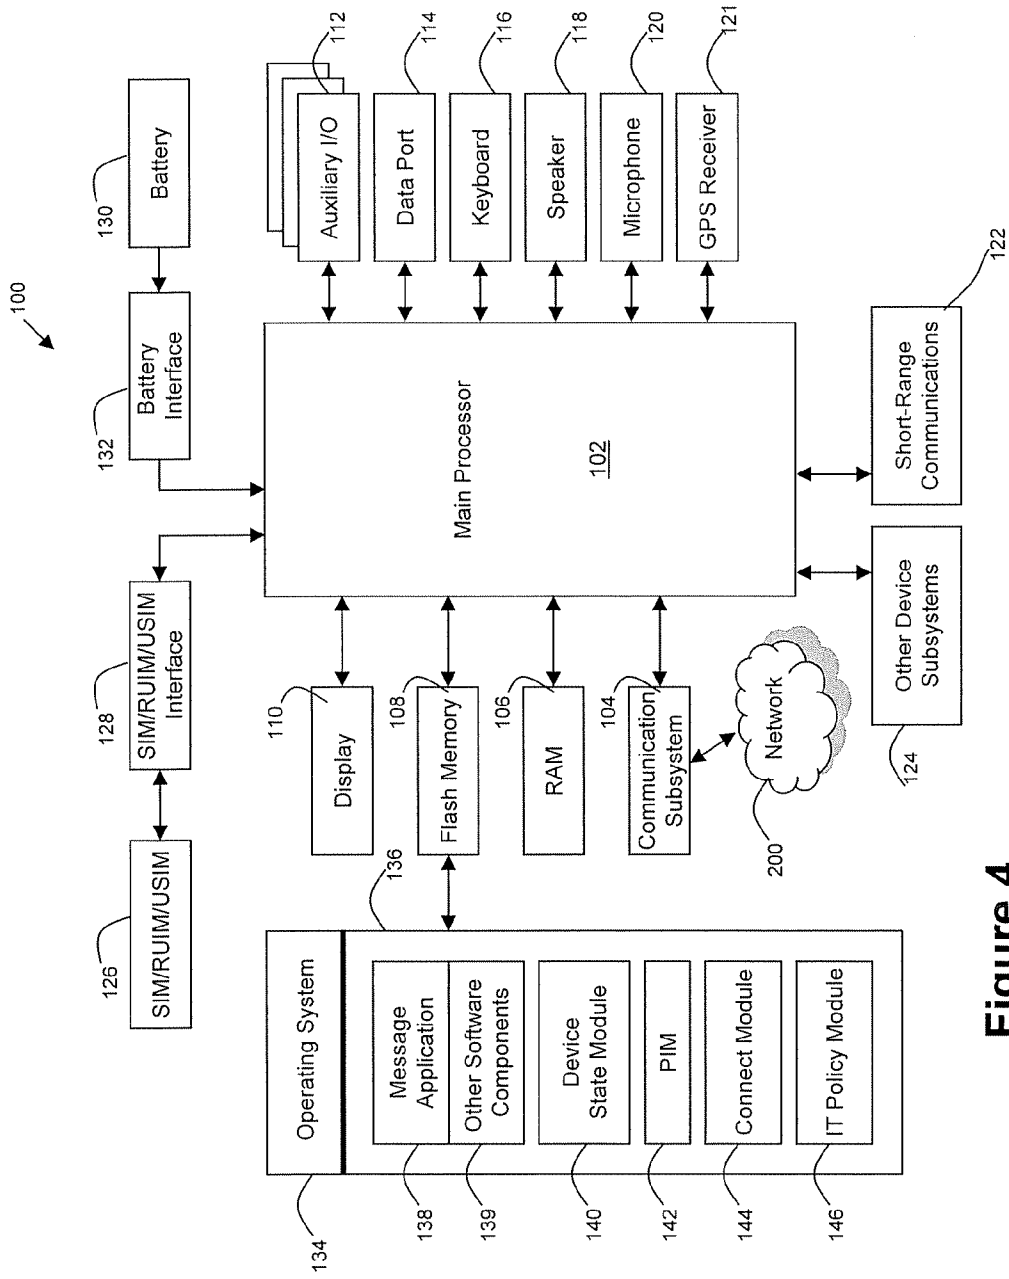 100
126
128
132
130
SIM/RUIM/USIM
SIM/RUIM/USIM
Interface
Battery
Interface
Battery
134
Operating System
136
138
Message
Application
139
Other Software
Components
140
Device
State Module
142
PIM
144
Connect Module
146
IT Policy Module
110
Display
108
Flash Memory
106
RAM
104
Communication
Subsystem
200
Network
Main Processor
102
112
Auxiliary I/O
114
Data Port
116
Keyboard
118
Speaker
120
Microphone
121
GPS Receiver
124
Other Device
Subsystems
122
Short-Range
Communications
Figure 4